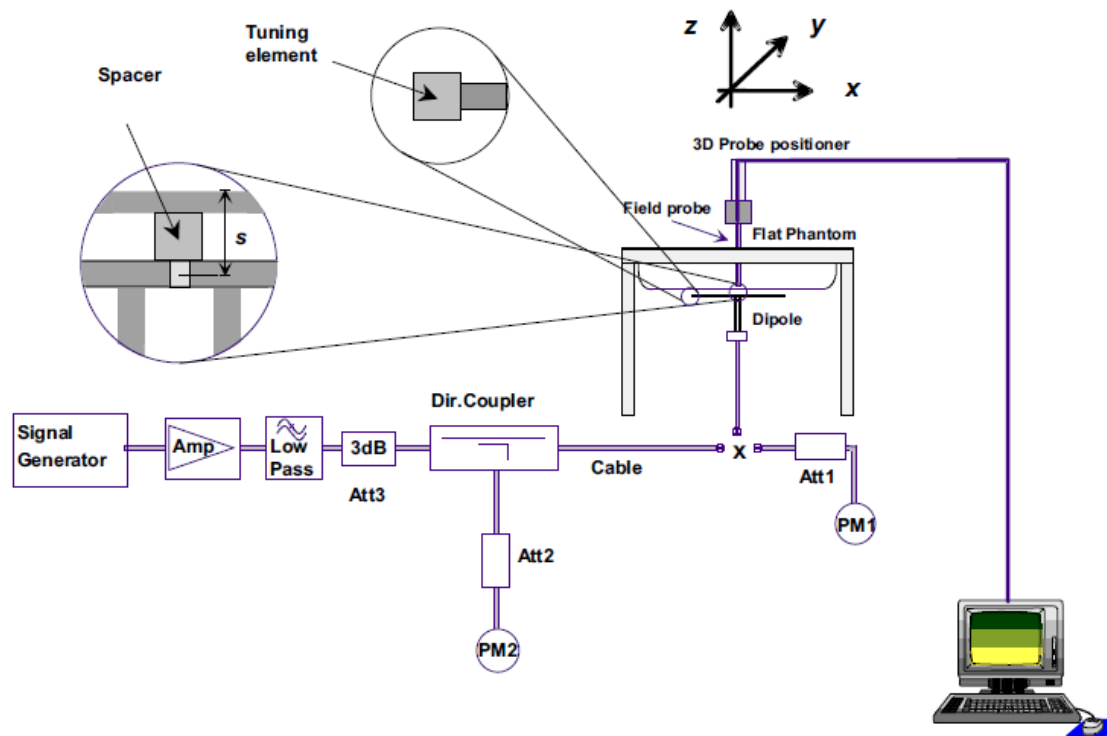 Tuning
element
Spacer
z
y
x
3D Probe positioner
Field probe
Flat Phantom
s
Dipole
Dir.Coupler
Signal
Generator
Amp
Low
Pass
3dB
Att3
Cable
x
Att1
PM1
Att2
PM2